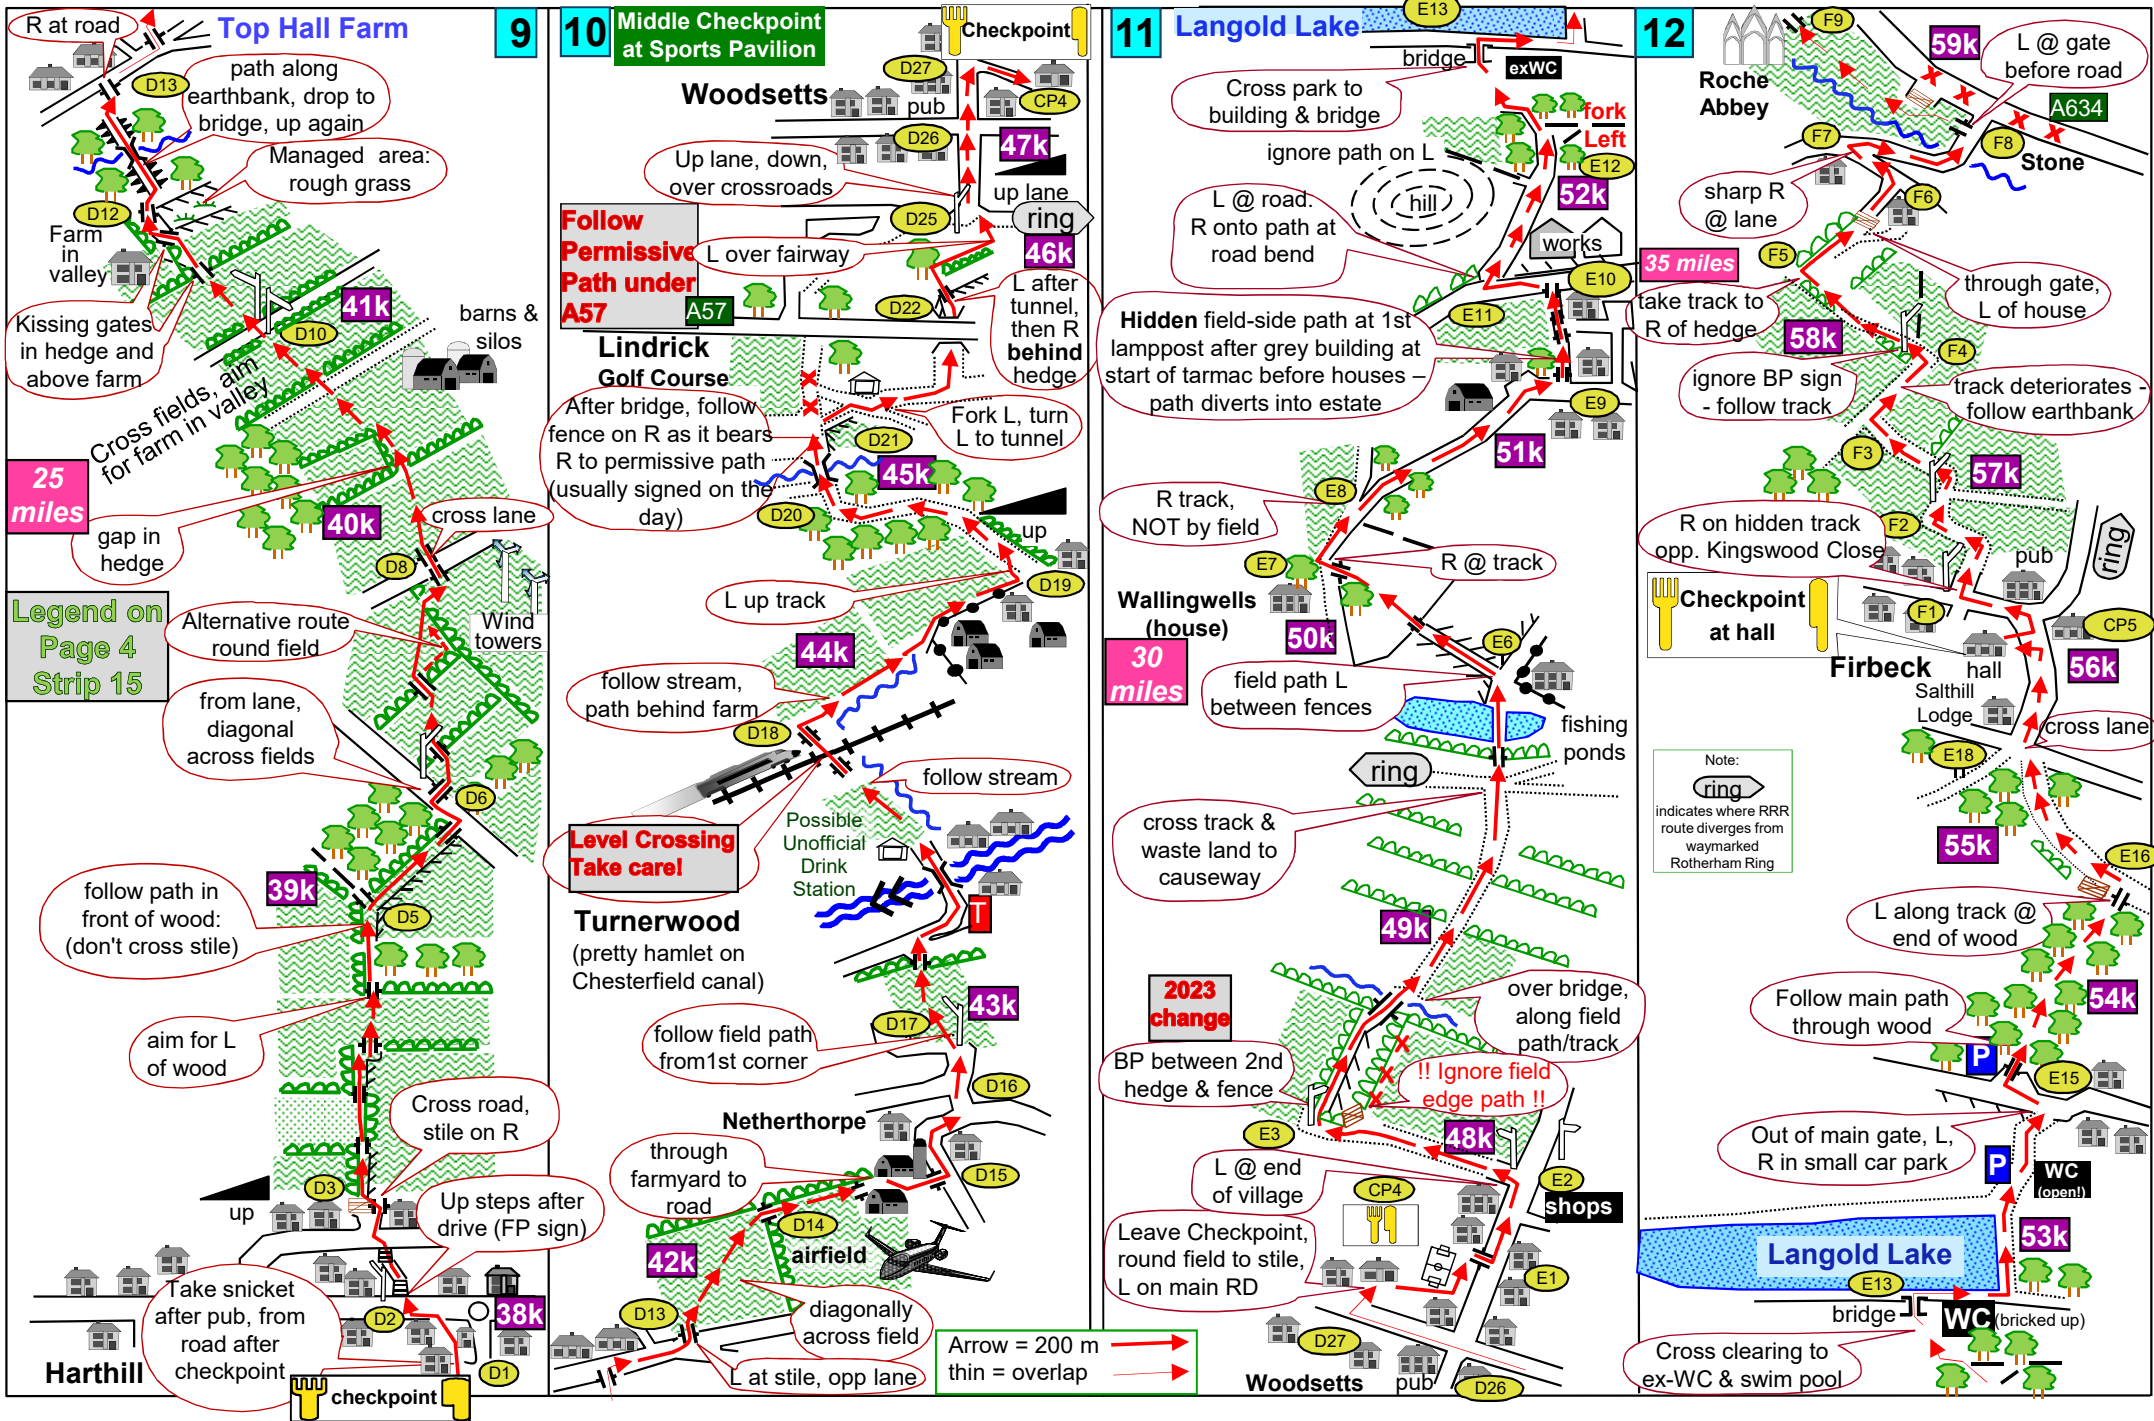 R at road
Top Hall Farm
9
D13
path along
earthbank, drop to
bridge, up again
Managed area:
rough grass
D12
Farm
in
valley
Kissing gates
in hedge and
above farm
D10
41k
barns &
silos
Cross fields, aim
for farm in valley
25
miles
40k
gap in
hedge
cross lane
D8
Legend on
Page 4
Strip 15
Alternative route
round field
Wind
towers
from lane,
diagonal
across fields
D6
39k
follow path in
front of wood:
(don't cross stile)
D5
aim for L
of wood
Cross road,
stile on R
D3
up
Up steps after
drive (FP sign)
Take snicket
after pub, from
road after
checkpoint
D2
38k
Harthill
D1
checkpoint
10
Middle Checkpoint
at Sports Pavilion
Checkpoint
D27
Woodsetts
pub
CP4
D26
47k
Up lane, down,
over crossroads
up lane
D25
ring
Follow
Permissive
Path under
A57
L over fairway
46k
A57
D22
L after
tunnel,
then R
behind
hedge
Lindrick
Golf Course
After bridge, follow
fence on R as it bears
R to permissive path
(usually signed on the
day)
Fork L, turn
L to tunnel
D21
45k
D20
up
D19
L up track
44k
follow stream,
path behind farm
D18
follow stream
Level Crossing
Take care!
Possible
Unofficial
Drink
Station
T
Turnerwood
(pretty hamlet on
Chesterfield canal)
43k
D17
follow field path
from1st corner
D16
Netherthorpe
through
farmyard to
road
D15
D14
airfield
42k
D13
diagonally
across field
L at stile, opp lane
Arrow = 200 m
thin = overlap
11
Langold Lake
E13
bridge
exWC
Cross park to
building & bridge
fork
Left
E12
ignore path on L
52k
L @ road.
R onto path at
road bend
hill
works
E10
E11
Hidden field-side path at 1st
lamppost after grey building at
start of tarmac before houses –
path diverts into estate
E9
51k
E8
R track,
NOT by field
E7
R @ track
Wallingwells
(house)
50k
E6
30
miles
field path L
between fences
fishing
ponds
ring
cross track &
waste land to
causeway
49k
2023
change
over bridge,
along field
path/track
BP between 2nd
hedge & fence
!! Ignore field
edge path !!
E3
48k
L @ end
of village
E2
CP4
shops
Leave Checkpoint,
round field to stile,
L on main RD
E1
D27
Woodsetts
pub
D26
12
F9
59k
L @ gate
before road
Roche
Abbey
A634
F7
F8
Stone
sharp R
@ lane
F6
F5
35 miles
take track to
R of hedge
through gate,
L of house
58k
F4
ignore BP sign
- follow track
track deteriorates -
follow earthbank
F3
57k
R on hidden track
opp. Kingswood Close
F2
pub
ring
Checkpoint
at hall
F1
CP5
Firbeck
hall
56k
Salthill
Lodge
cross lane
E18
Note:
ring
indicates where RRR
route diverges from
waymarked
Rotherham Ring
55k
E16
L along track @
end of wood
54k
Follow main path
through wood
P
E15
Out of main gate, L,
R in small car park
P
WC
(open!)
53k
Langold Lake
E13
bridge
WC
(bricked up)
Cross clearing to
ex-WC & swim pool